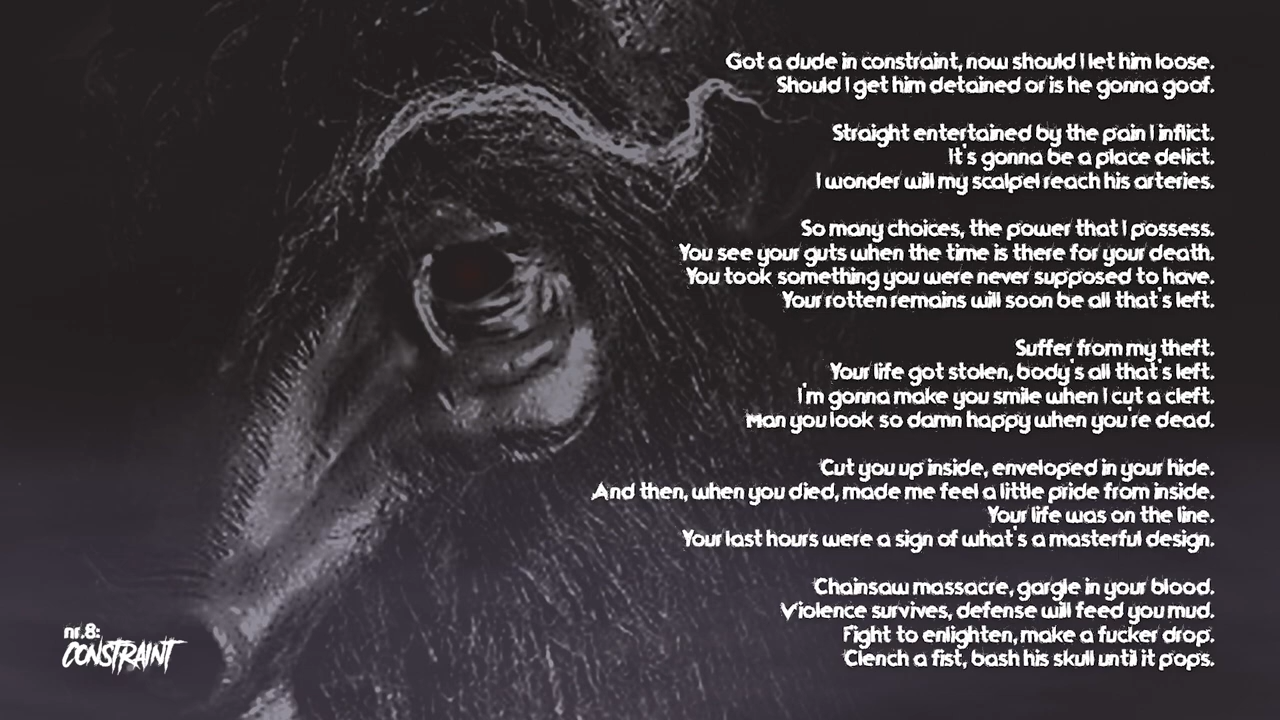 Got a dude in constraint, now should I let him loose.
Should I get him detained or is he gonna goof.
Straight entertained by the pain I inflict.
It's gonna be a place delict.
I wonder will my scalpel reach his arteries.
So many choices, the power that I possess.
You see your guts when the time is there for your death.
You took something you were never supposed to have.
Your rotten remains will soon be all that's left.
Suffer from my theft.
Your life got stolen, body's all that's left.
I'm gonna make you smile when I cut a cleft.
Man you look so damn happy when you're dead.
Cut you up inside, enveloped in your hide.
And then, when you died, made me feel a little pride from inside.
Your life was on the line.
Your last hours were a sign of what's a masterful design.
Chainsaw massacre, gargle in your blood.
Violence survives, defense will feed you mud.
Fight to enlighten, make a fucker drop.
Clench a fist, bash his skull until it pops.
nr.8:
CONSTRAINT